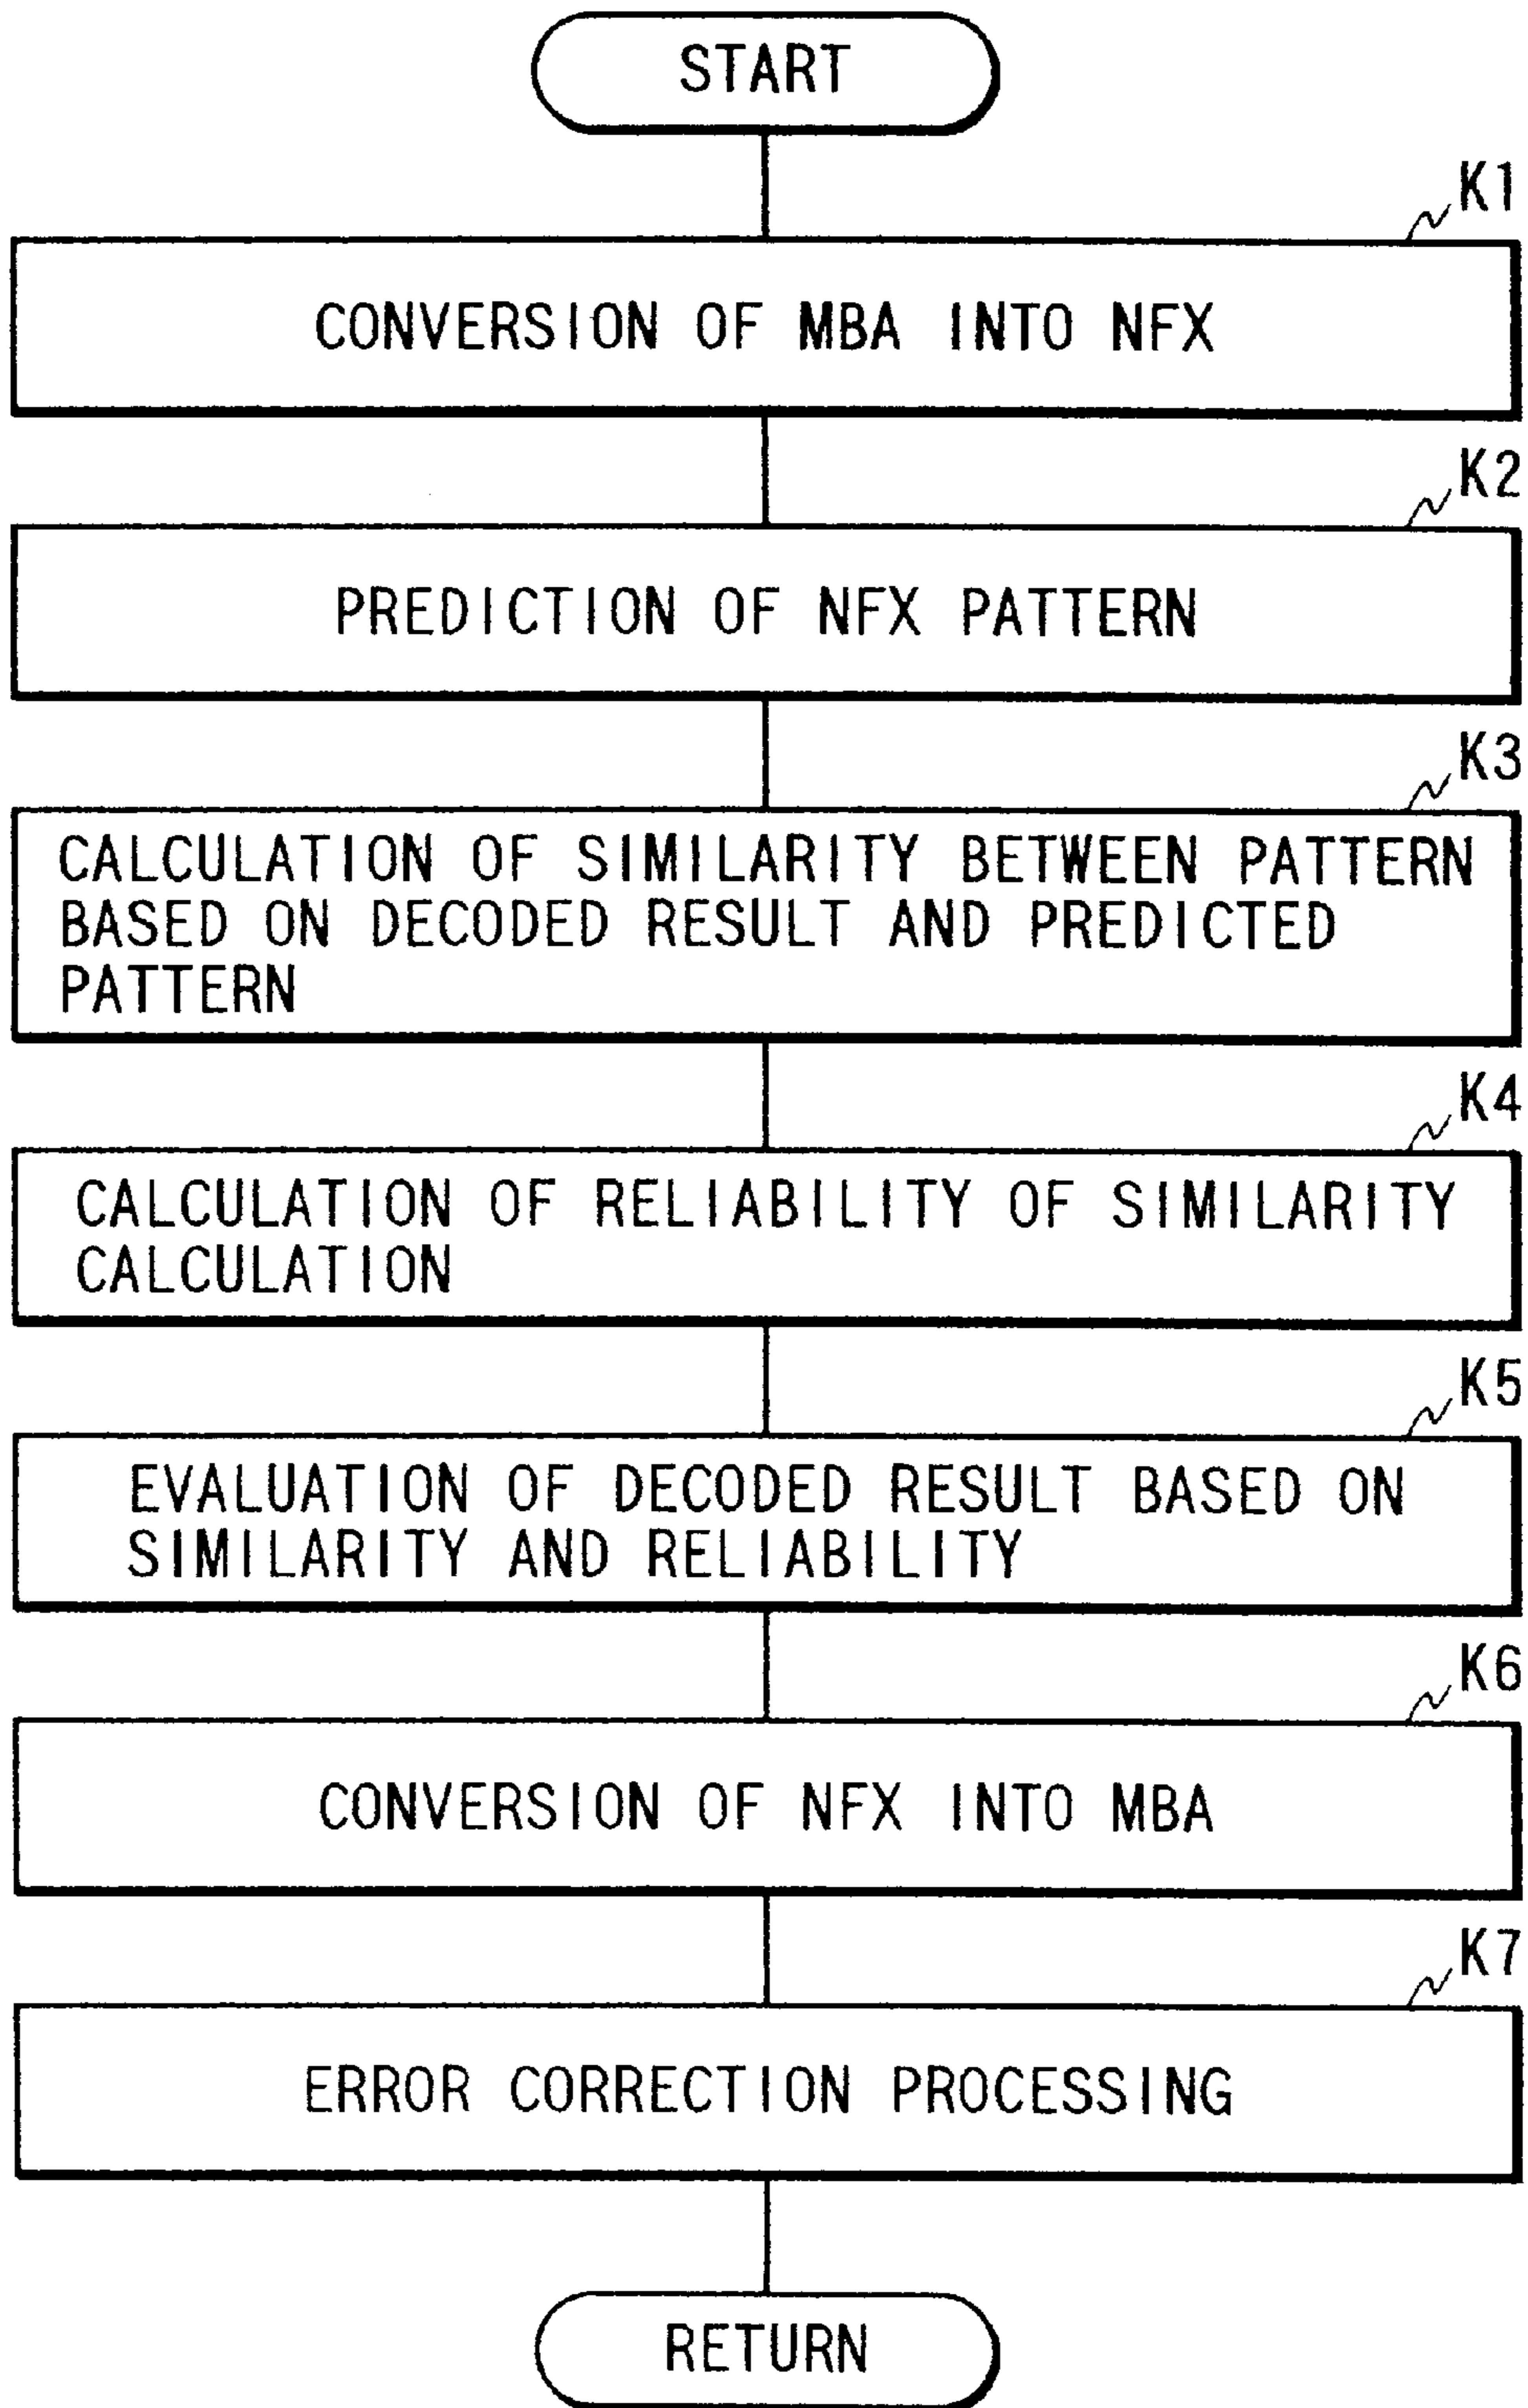 START
K1
CONVERSION OF MBA INTO NFX
K2
PREDICTION OF NFX PATTERN
K3
CALCULATION OF SIMILARITY BETWEEN PATTERN
BASED ON DECODED RESULT AND PREDICTED
PATTERN
K4
CALCULATION OF RELIABILITY OF SIMILARITY
CALCULATION
K5
EVALUATION OF DECODED RESULT BASED ON
SIMILARITY AND RELIABILITY
K6
CONVERSION OF NFX INTO MBA
K7
ERROR CORRECTION PROCESSING
RETURN